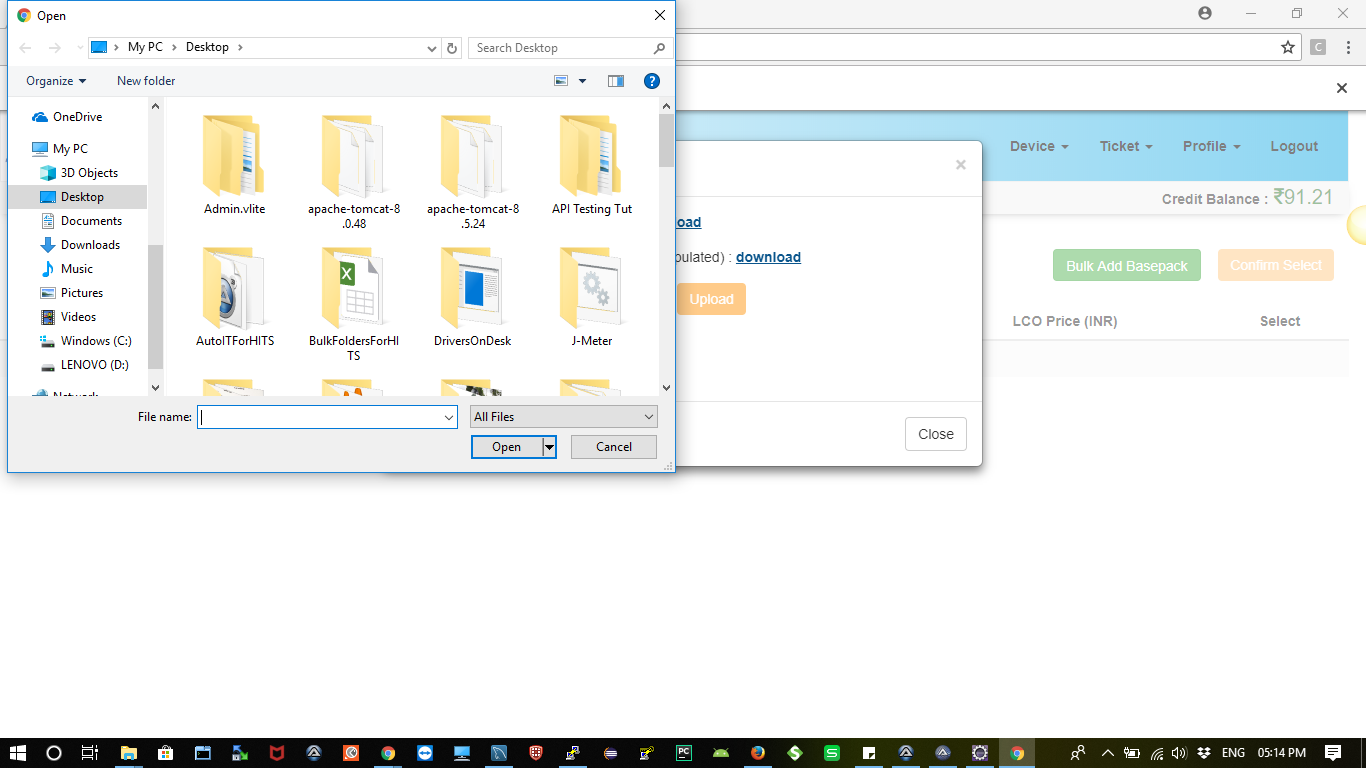 Open
My PC
Desktop
Search Desktop
Organize
New folder
OneDrive
My PC
3D Objects
Desktop
Documents
Downloads
Music
Pictures
Videos
Windows (C:)
LENOVO (D:)
Network
Admin.vlite
apache-tomcat-8
.0.48
apache-tomcat-8
.5.24
API Testing Tut
AutoITForHITS
BulkFoldersForHI
TS
DriversOnDesk
J-Meter
File name:
All Files
Open
Cancel
Device
Ticket
Profile
Logout
Credit Balance : ₹91.21
oad
pulated) : download
Upload
Bulk Add Basepack
Confirm Select
LCO Price (INR)
Select
Close
ENG
05:14 PM